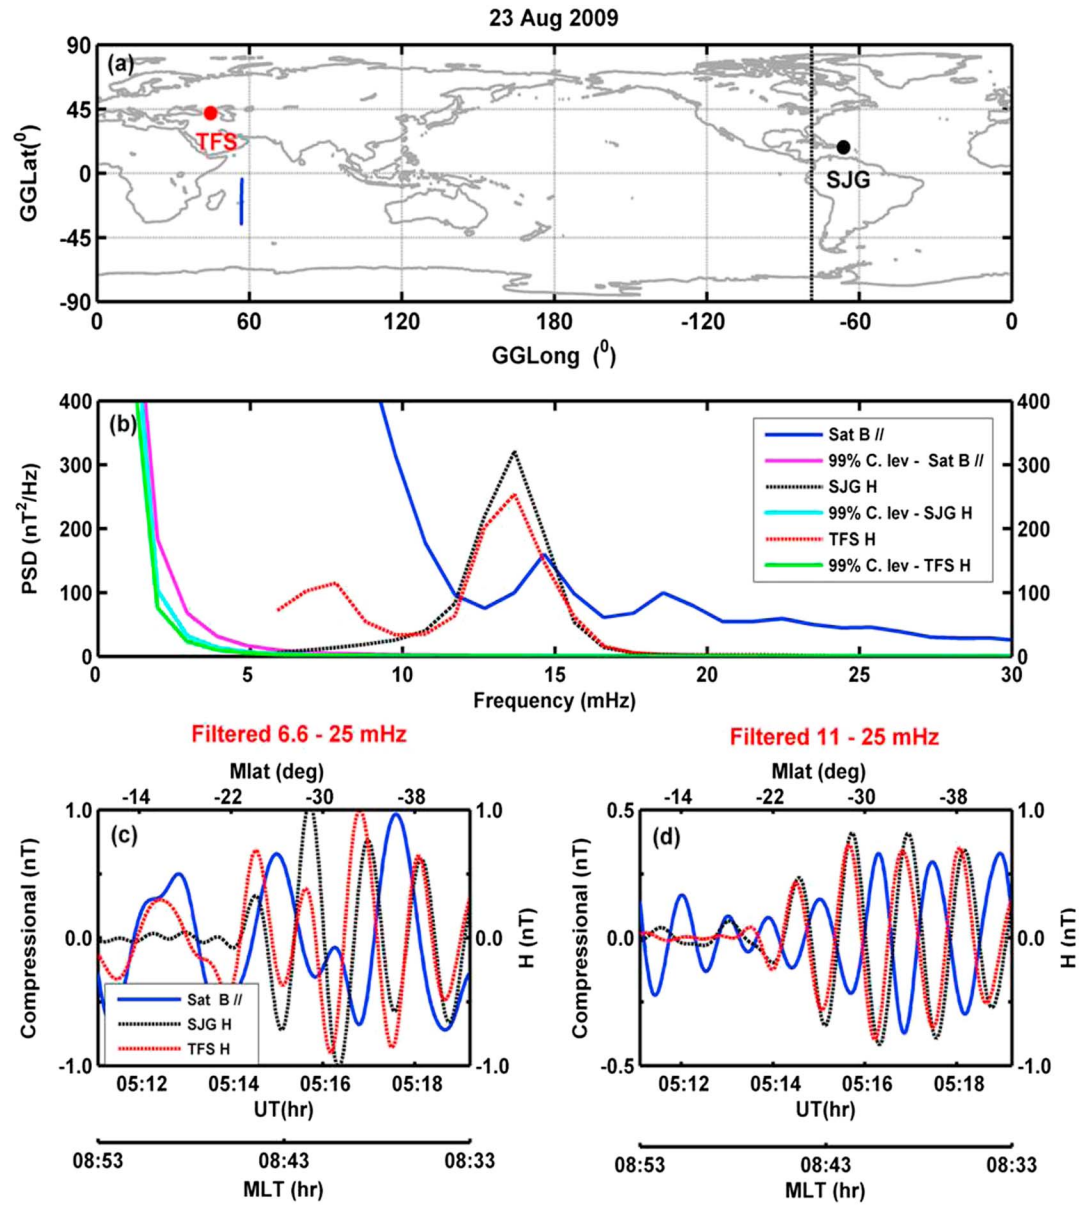 23 Aug 2009
(a)
90
45
0
-45
-90
GGLat(⁰)
TFS
SJG
0 60 120 180 -120 -60 0
GGLong (⁰)
(b)
400 400
300 300
200 200
100 100
0 0
PSD (nT²/Hz)
Sat B //
99% C. lev - Sat B //
SJG H
99% C. lev - SJG H
TFS H
99% C. lev - TFS H
0 5 10 15 20 25 30
Frequency (mHz)
Filtered 6.6 - 25 mHz
Mlat (deg)
-14 -22 -30 -38
(c)
1.0 1.0
0.0 0.0
-1.0 -1.0
Compressional (nT)
H (nT)
Sat B //
SJG H
TFS H
05:12 05:14 05:16 05:18
UT(hr)
08:53 08:43 08:33
MLT (hr)
Filtered 11 - 25 mHz
Mlat (deg)
-14 -22 -30 -38
(d)
0.5 1.0
0.0 0.0
-0.5 -1.0
Compressional (nT)
H (nT)
05:12 05:14 05:16 05:18
UT(hr)
08:53 08:43 08:33
MLT (hr)